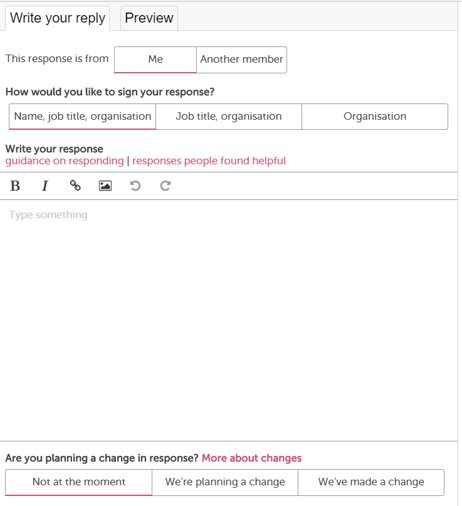 Write your reply Preview
This response is from Me Another member
How would you like to sign your response?
Name, job title, organisation Job title, organisation Organisation
Write your response
guidance on responding | responses people found helpful
B I
Type something
Are you planning a change in response? More about changes
Not at the moment We're planning a change We've made a change